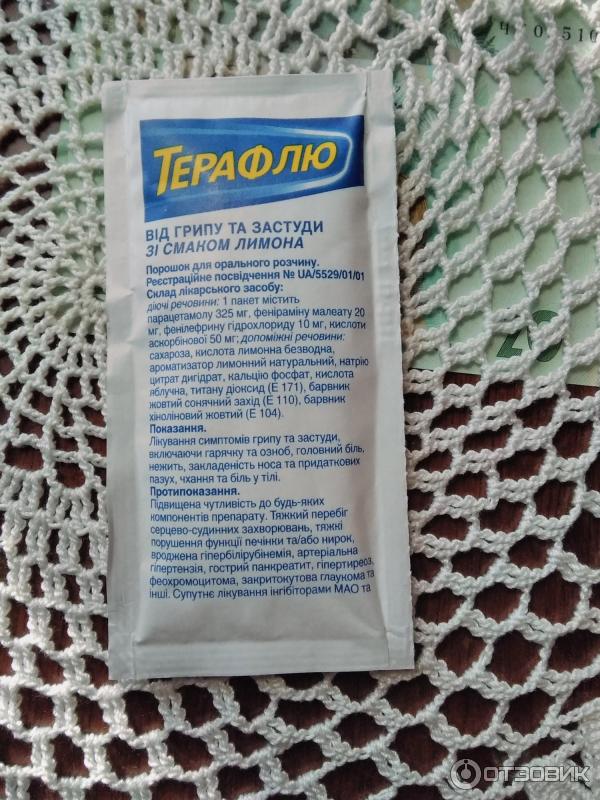 ТЕРАФЛЮ
ВІД ГРИПУ ТА ЗАСТУДИ
ЗІ СМАКОМ ЛИМОНА
Порошок для орального розчину.
Реєстраційне посвідчення № UA/5529/01/01
Склад лікарського засобу:
діючі речовини: 1 пакет містить
парацетамолу 325 мг, феніраміну малеату 20
мг, фенілефрину гідрохлориду 10 мг, кислоти
аскорбінової 50 мг; допоміжні речовини:
сахароза, кислота лимонна безводна,
ароматизатор лимонний натуральний, натрію
цитрат дигідрат, кальцію фосфат, кислота
яблучна, титану діоксид (Е 171), барвник
жовтий сонячний захід (Е 110), барвник
хіноліновий жовтий (Е 104).
Показання.
Лікування симптомів грипу та застуди,
включаючи гарячку та озноб, головний біль,
нежить, закладеність носа та придаткових
пазух, чхання та біль у тілі.
Протипоказання.
Підвищена чутливість до будь-яких
компонентів препарату. Тяжкий перебіг
серцево-судинних захворювань, тяжкі
порушення функції печінки та/або нирок,
вроджена гіпербілірубінемія, артеріальна
гіпертензія, гострий панкреатит, гіпертиреоз,
феохромоцитома, закритокутова глаукома та
інші. Супутнє лікування інгібіторами МАО та
20
ОТЗОВИК